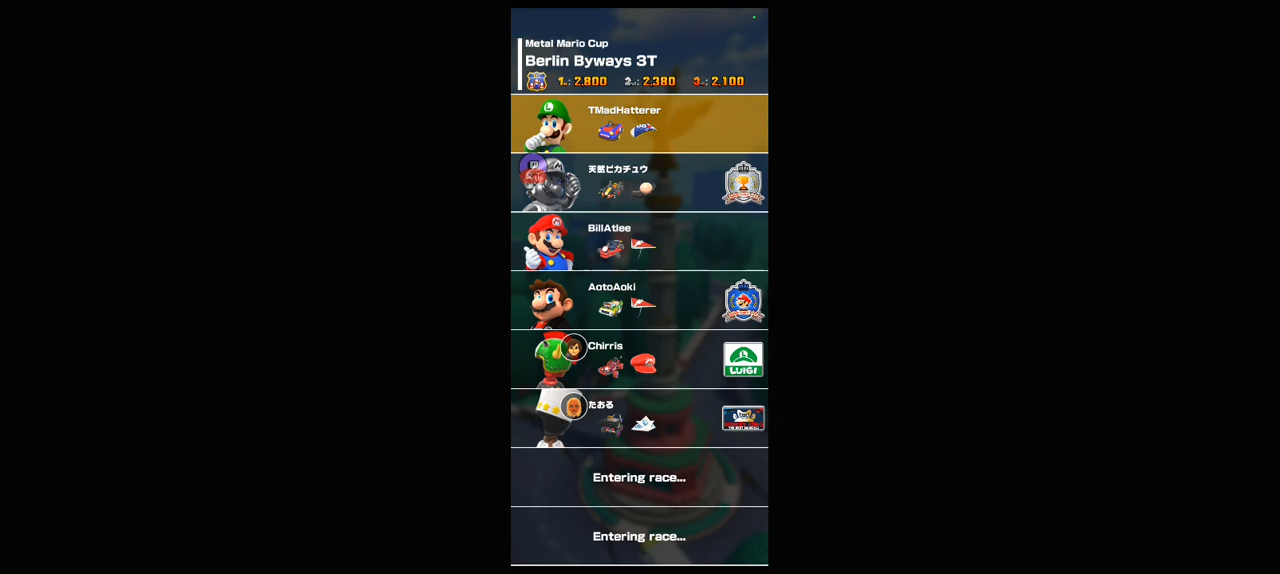 Metal Mario Cup
Berlin Byways 3T
1st: 2,800 2nd: 2,380 3rd: 2,100
TMadHatterer
天然ピカチュウ
BillAtlee
AotoAoki
Chirris
LUIGI
たおる
Entering race...
Entering race...